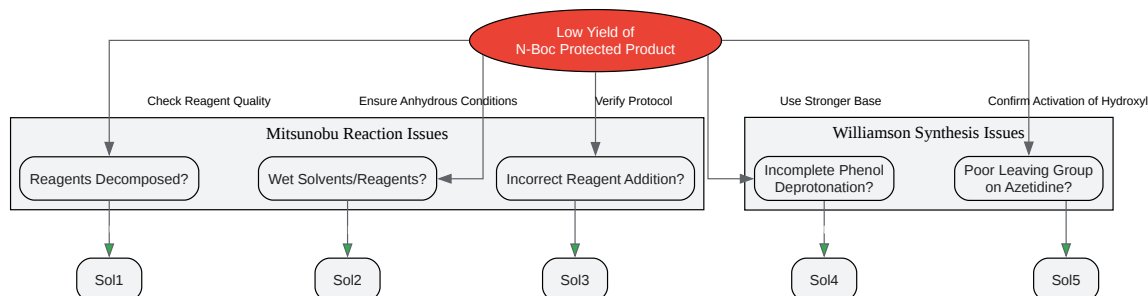 Low Yield of
N-Boc Protected Product
Check Reagent Quality
Ensure Anhydrous Conditions
Verify Protocol
Use Stronger Base
Confirm Activation of Hydroxyl
Mitsunobu Reaction Issues
Williamson Synthesis Issues
Reagents Decomposed?
Wet Solvents/Reagents?
Incorrect Reagent Addition?
Incomplete Phenol
Deprotonation?
Poor Leaving Group
on Azetidine?
Sol1
Sol2
Sol3
Sol4
Sol5